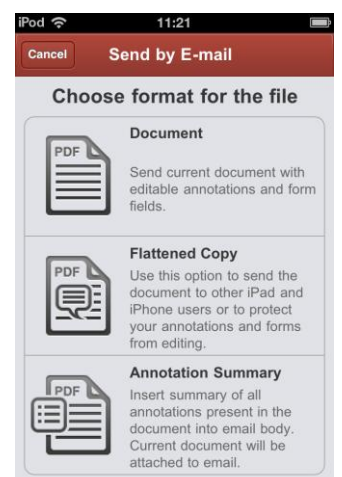 iPod 11:21
Cancel Send by E-mail
Choose format for the file
Document
PDF
Send current document with
editable annotations and form
fields.
Flattened Copy
PDF
Use this option to send the
document to other iPad and
iPhone users or to protect
your annotations and forms
from editing.
Annotation Summary
PDF
Insert summary of all
annotations present in the
document into email body.
Current document will be
attached to email.